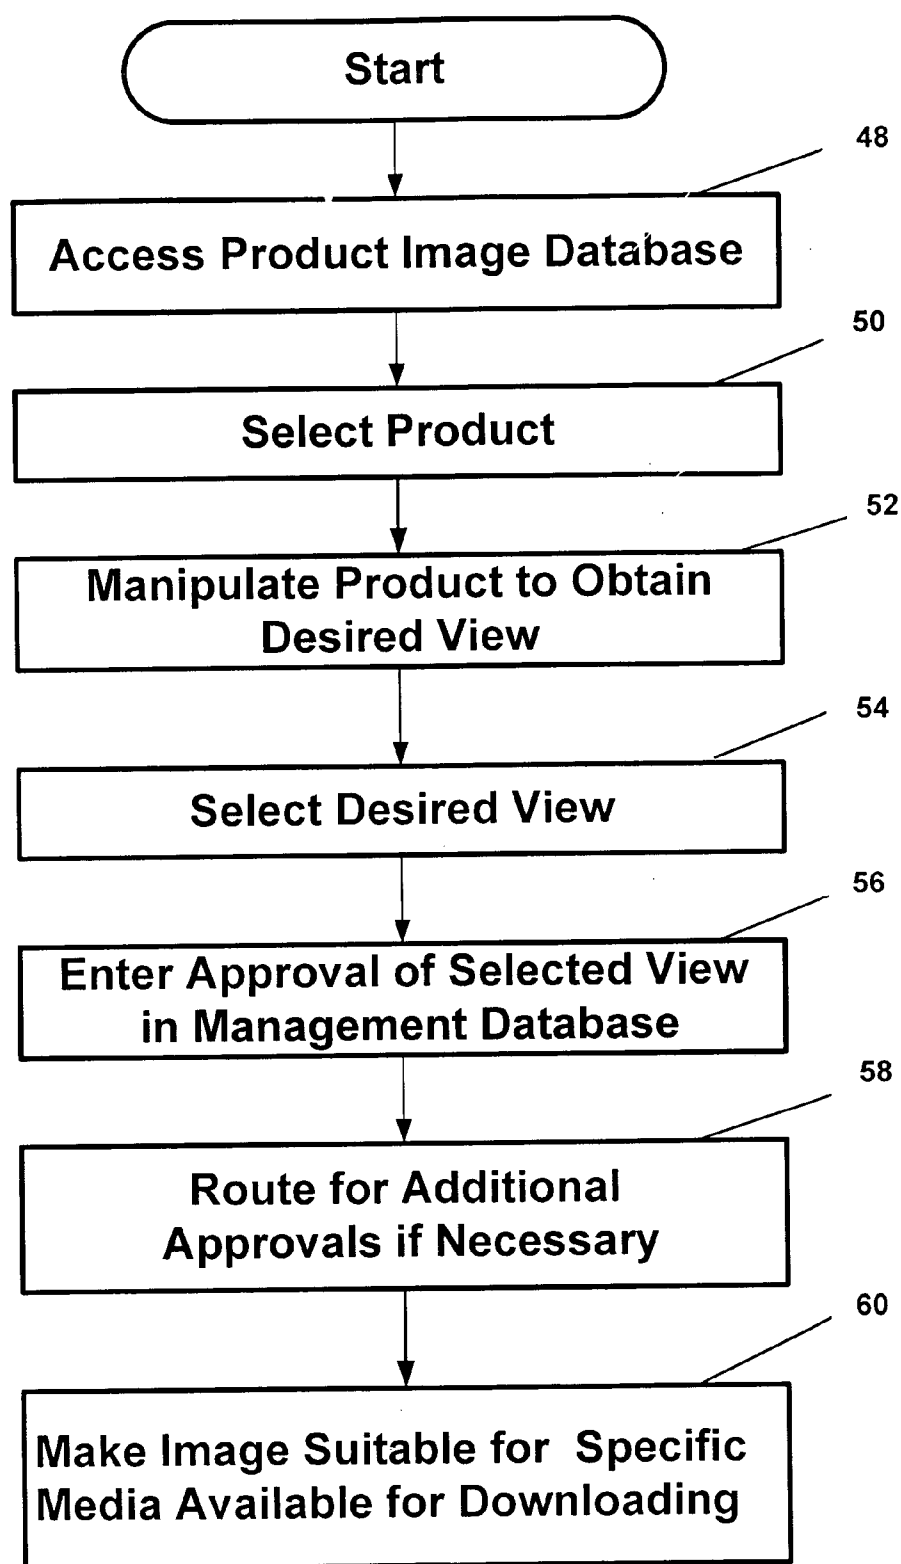 Start
48
Access Product Image Database
50
Select Product
52
Manipulate Product to Obtain
Desired View
54
Select Desired View
56
Enter Approval of Selected View
in Management Database
58
Route for Additional
Approvals if Necessary
60
Make Image Suitable for Specific
Media Available for Downloading